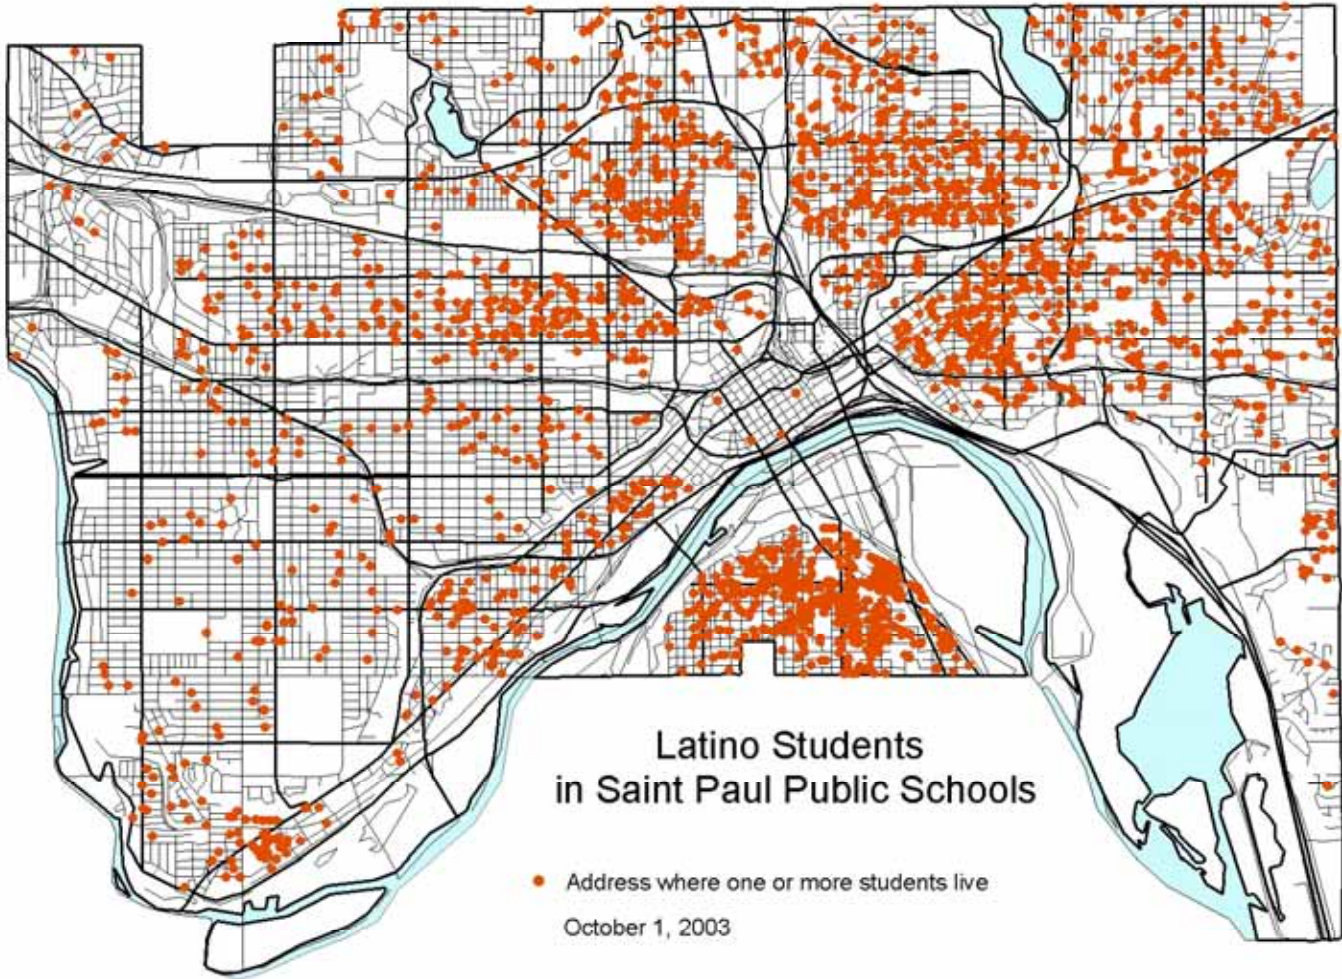 Latino Students
in Saint Paul Public Schools
Address where one or more students live
October 1, 2003